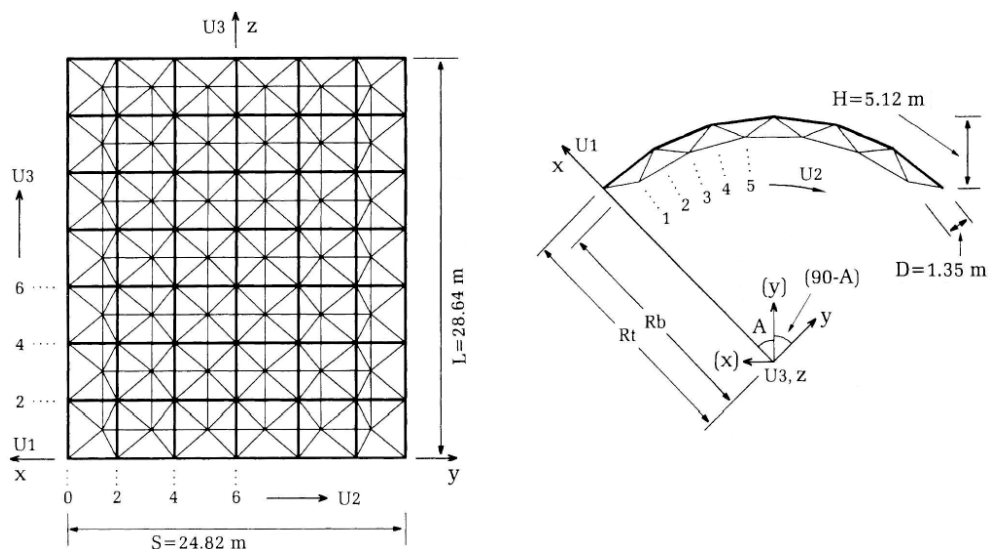 U3 z
U3
6
4
2
U1
x
y
0 2 4 6 U2
S=24.82 m
L=28.64 m
H=5.12 m
U1
x
U2
1 2 3 4 5
D=1.35 m
(90-A)
(y)
y
A
Rb
Rt
(x)
U3, z